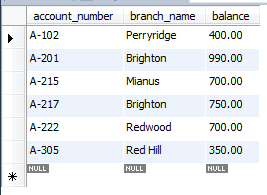 account_number branch_name balance
A-102 Perryridge 400.00
A-201 Brighton 990.00
A-215 Mianus 700.00
A-217 Brighton 750.00
A-222 Redwood 700.00
A-305 Red Hill 350.00
NULL NULL NULL